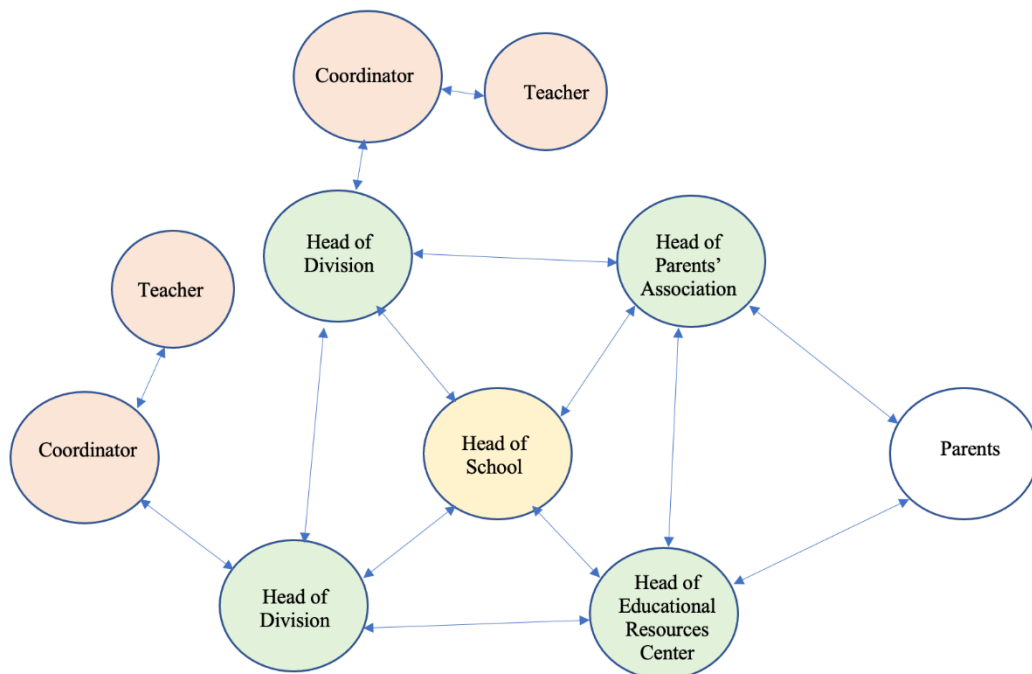 Coordinator
Teacher
Head of
Division
Head of
Parents’
Association
Teacher
Coordinator
Head of
School
Parents
Head of
Division
Head of
Educational
Resources
Center